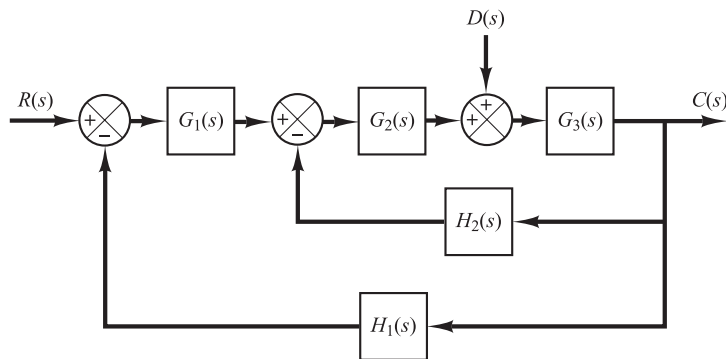 D(s)
R(s)
+
−
G1(s)
+
−
G2(s)
+
+
G3(s)
C(s)
H2(s)
H1(s)